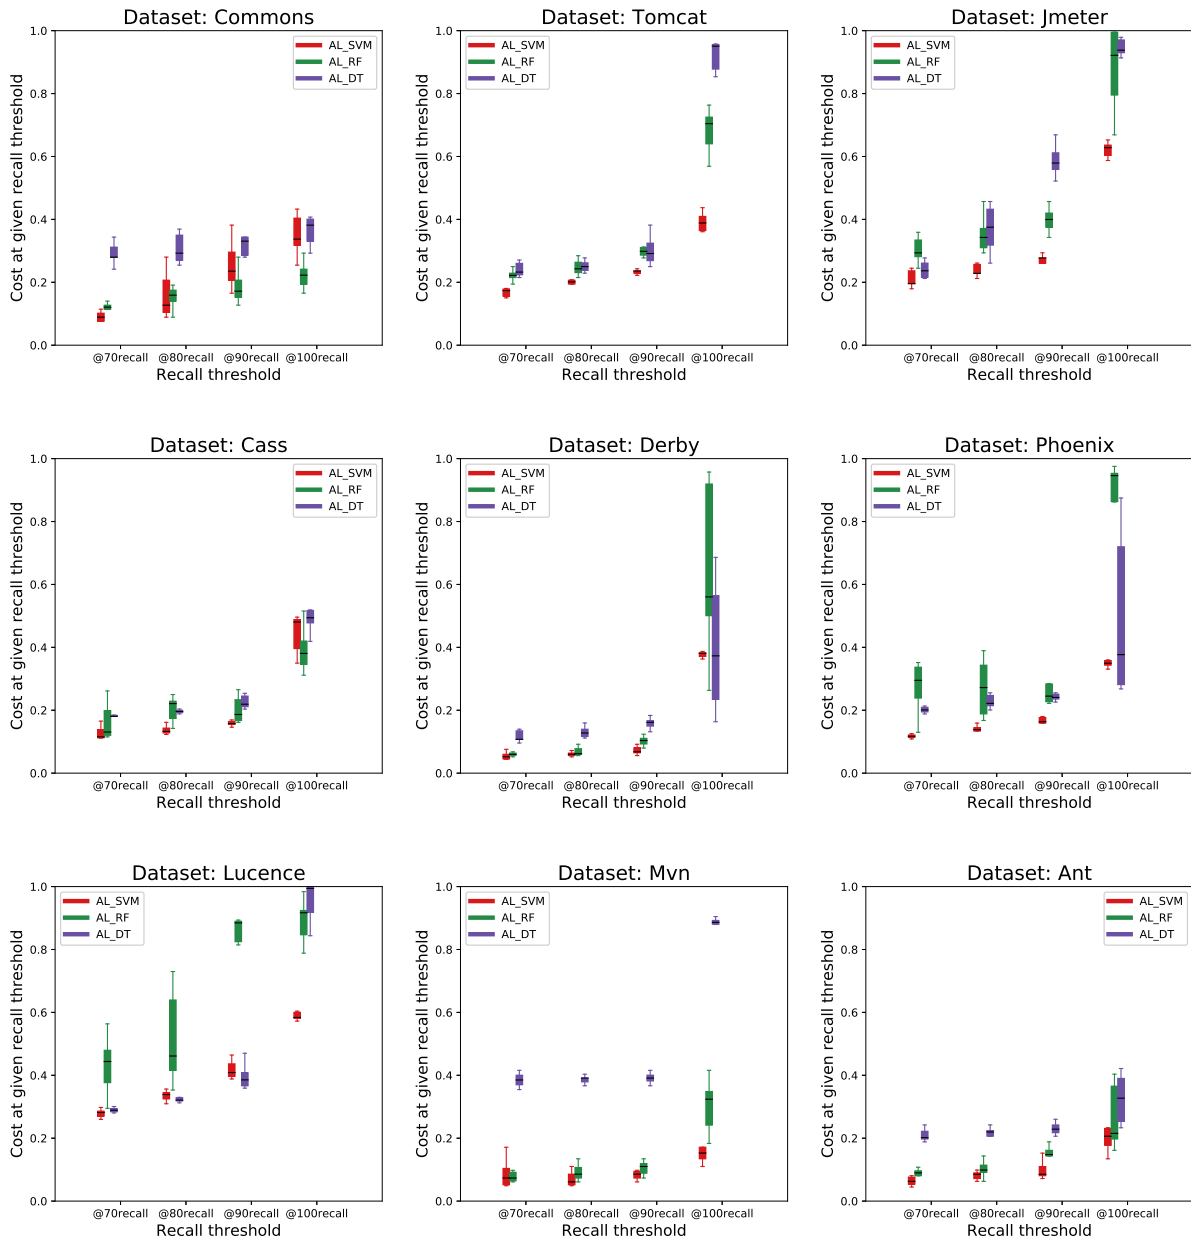 Dataset: Commons
Cost at given recall threshold
1.0
0.8
0.6
0.4
0.2
0.0
AL_SVM
AL_RF
AL_DT
@70recall @80recall @90recall @100recall
Recall threshold
Dataset: Tomcat
Cost at given recall threshold
1.0
0.8
0.6
0.4
0.2
0.0
AL_SVM
AL_RF
AL_DT
@70recall @80recall @90recall @100recall
Recall threshold
Dataset: Jmeter
Cost at given recall threshold
1.0
0.8
0.6
0.4
0.2
0.0
AL_SVM
AL_RF
AL_DT
@70recall @80recall @90recall @100recall
Recall threshold
Dataset: Cass
Cost at given recall threshold
1.0
0.8
0.6
0.4
0.2
0.0
AL_SVM
AL_RF
AL_DT
@70recall @80recall @90recall @100recall
Recall threshold
Dataset: Derby
Cost at given recall threshold
1.0
0.8
0.6
0.4
0.2
0.0
AL_SVM
AL_RF
AL_DT
@70recall @80recall @90recall @100recall
Recall threshold
Dataset: Phoenix
Cost at given recall threshold
1.0
0.8
0.6
0.4
0.2
0.0
AL_SVM
AL_RF
AL_DT
@70recall @80recall @90recall @100recall
Recall threshold
Dataset: Lucence
Cost at given recall threshold
1.0
0.8
0.6
0.4
0.2
0.0
AL_SVM
AL_RF
AL_DT
@70recall @80recall @90recall @100recall
Recall threshold
Dataset: Mvn
Cost at given recall threshold
1.0
0.8
0.6
0.4
0.2
0.0
AL_SVM
AL_RF
AL_DT
@70recall @80recall @90recall @100recall
Recall threshold
Dataset: Ant
Cost at given recall threshold
1.0
0.8
0.6
0.4
0.2
0.0
AL_SVM
AL_RF
AL_DT
@70recall @80recall @90recall @100recall
Recall threshold